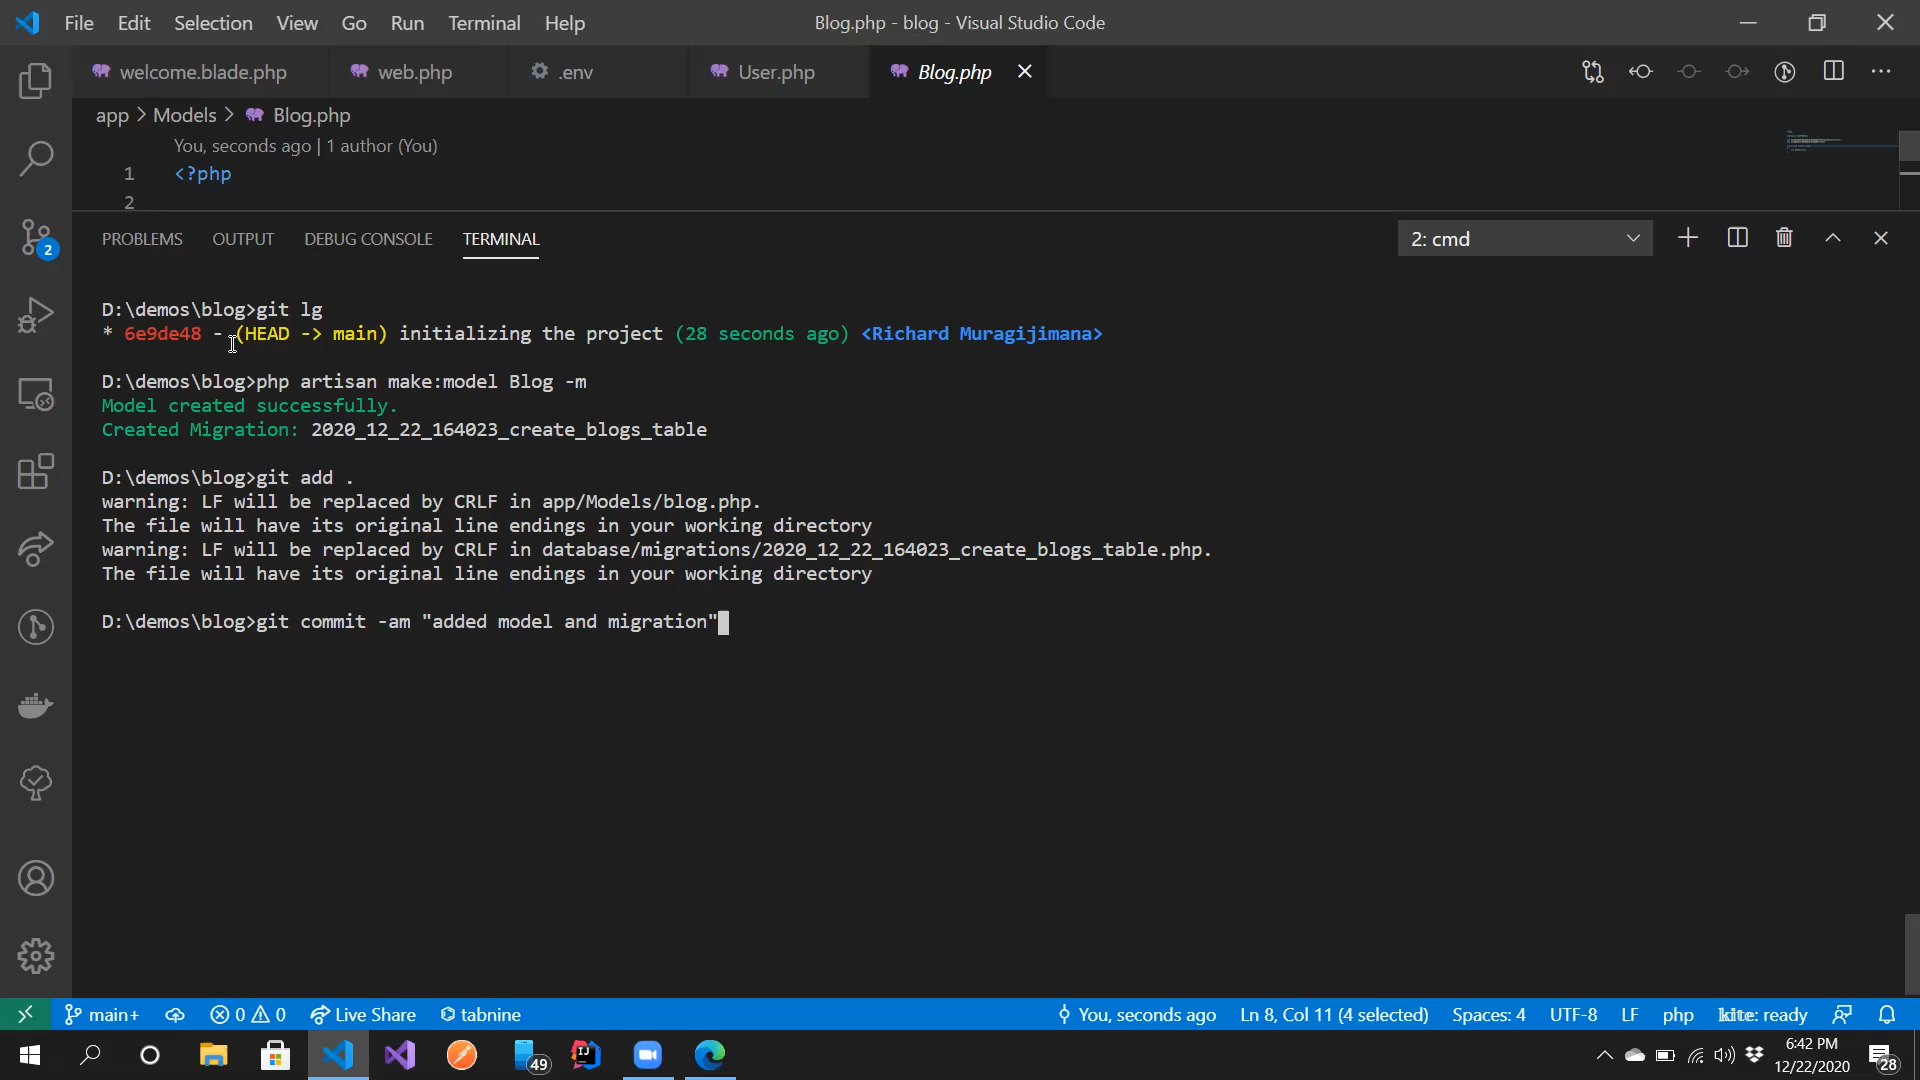 File Edit Selection View Go Run Terminal Help Blog.php - blog - Visual Studio Code
welcome.blade.php web.php .env User.php Blog.php
app > Models > Blog.php
You, seconds ago | 1 author (You)
1 <?php
2
PROBLEMS OUTPUT DEBUG CONSOLE TERMINAL 2: cmd
D:\demos\blog>git lg
* 6e9de48 - (HEAD -> main) initializing the project (28 seconds ago) <Richard Muragijimana>
D:\demos\blog>php artisan make:model Blog -m
Model created successfully.
Created Migration: 2020_12_22_164023_create_blogs_table
D:\demos\blog>git add .
warning: LF will be replaced by CRLF in app/Models/blog.php.
The file will have its original line endings in your working directory
warning: LF will be replaced by CRLF in database/migrations/2020_12_22_164023_create_blogs_table.php.
The file will have its original line endings in your working directory
D:\demos\blog>git commit -am "added model and migration"
2
main+ 0 0 Live Share tabnine You, seconds ago Ln 8, Col 11 (4 selected) Spaces: 4 UTF-8 LF php kite: ready
49
6:42 PM
12/22/2020
28